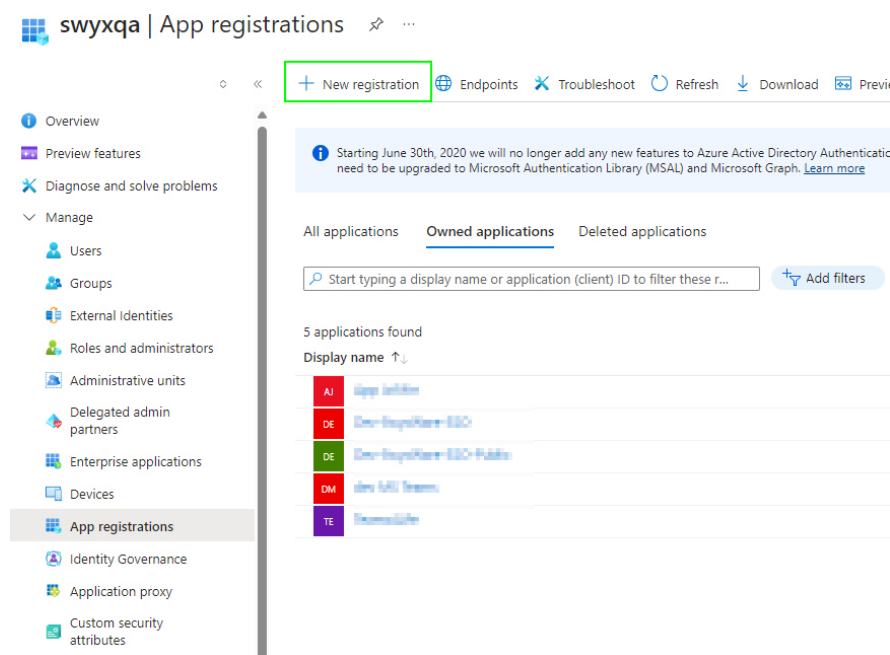 swyxqa | App registrations
New registration
Endpoints
Troubleshoot
Refresh
Download
Overview
Preview features
Diagnose and solve problems
Manage
Users
Groups
External Identities
Roles and administrators
Administrative units
Delegated admin
partners
Enterprise applications
Devices
App registrations
Identity Governance
Application proxy
Custom security
attributes
Starting June 30th, 2020 we will no longer add any new features to Azure Active Directory
need to be upgraded to Microsoft Authentication Library (MSAL) and Microsoft Graph. Learn more
All applications
Owned applications
Deleted applications
Start typing a display name or application (client) ID to filter these r...
Add filters
5 applications found
Display name
AJ
DE
DE
DM
TE